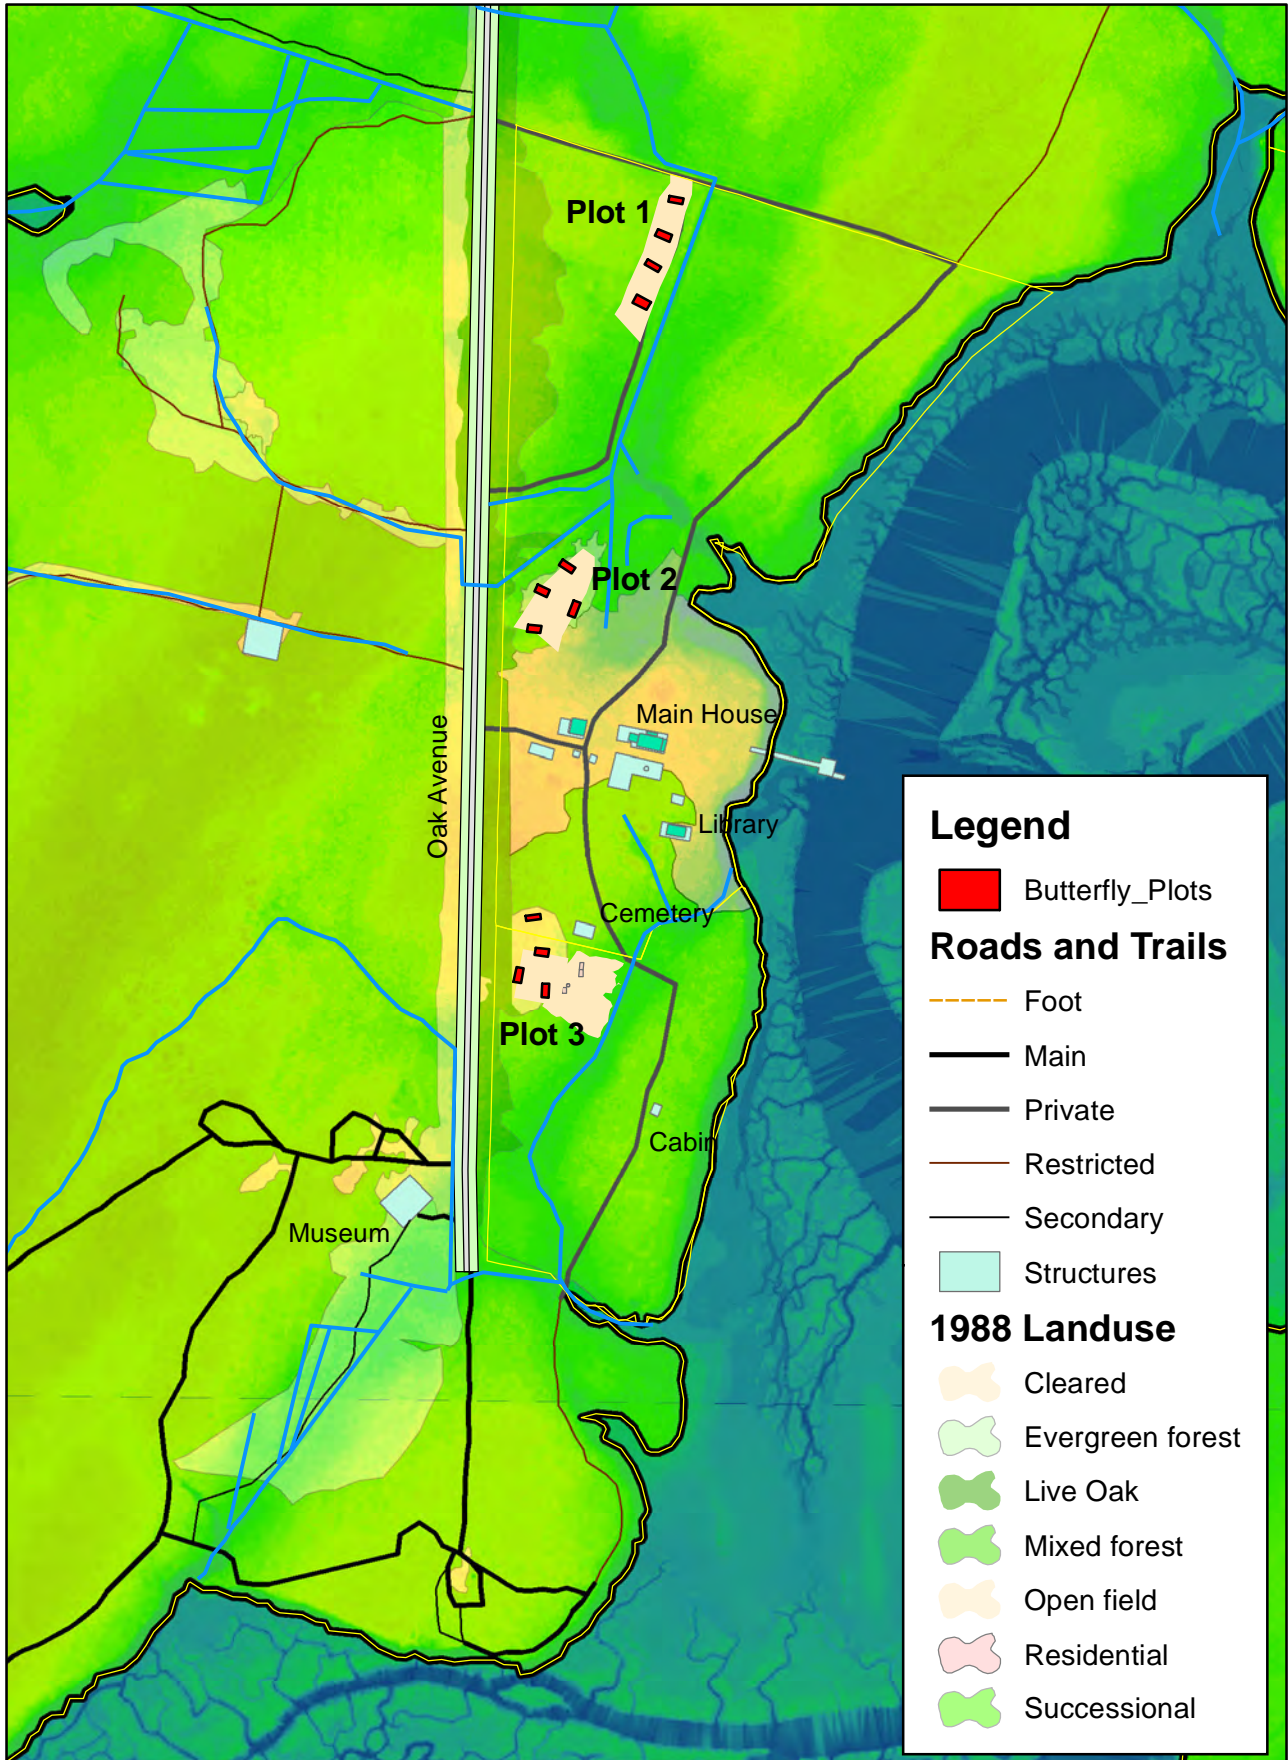 Plot 1
Plot 2
Main House
Oak Avenue
Library
Cemetery
Plot 3
Cabin
Museum
Legend
Butterfly_Plots
Roads and Trails
Foot
Main
Private
Restricted
Secondary
Structures
1988 Landuse
Cleared
Evergreen forest
Live Oak
Mixed forest
Open field
Residential
Successional